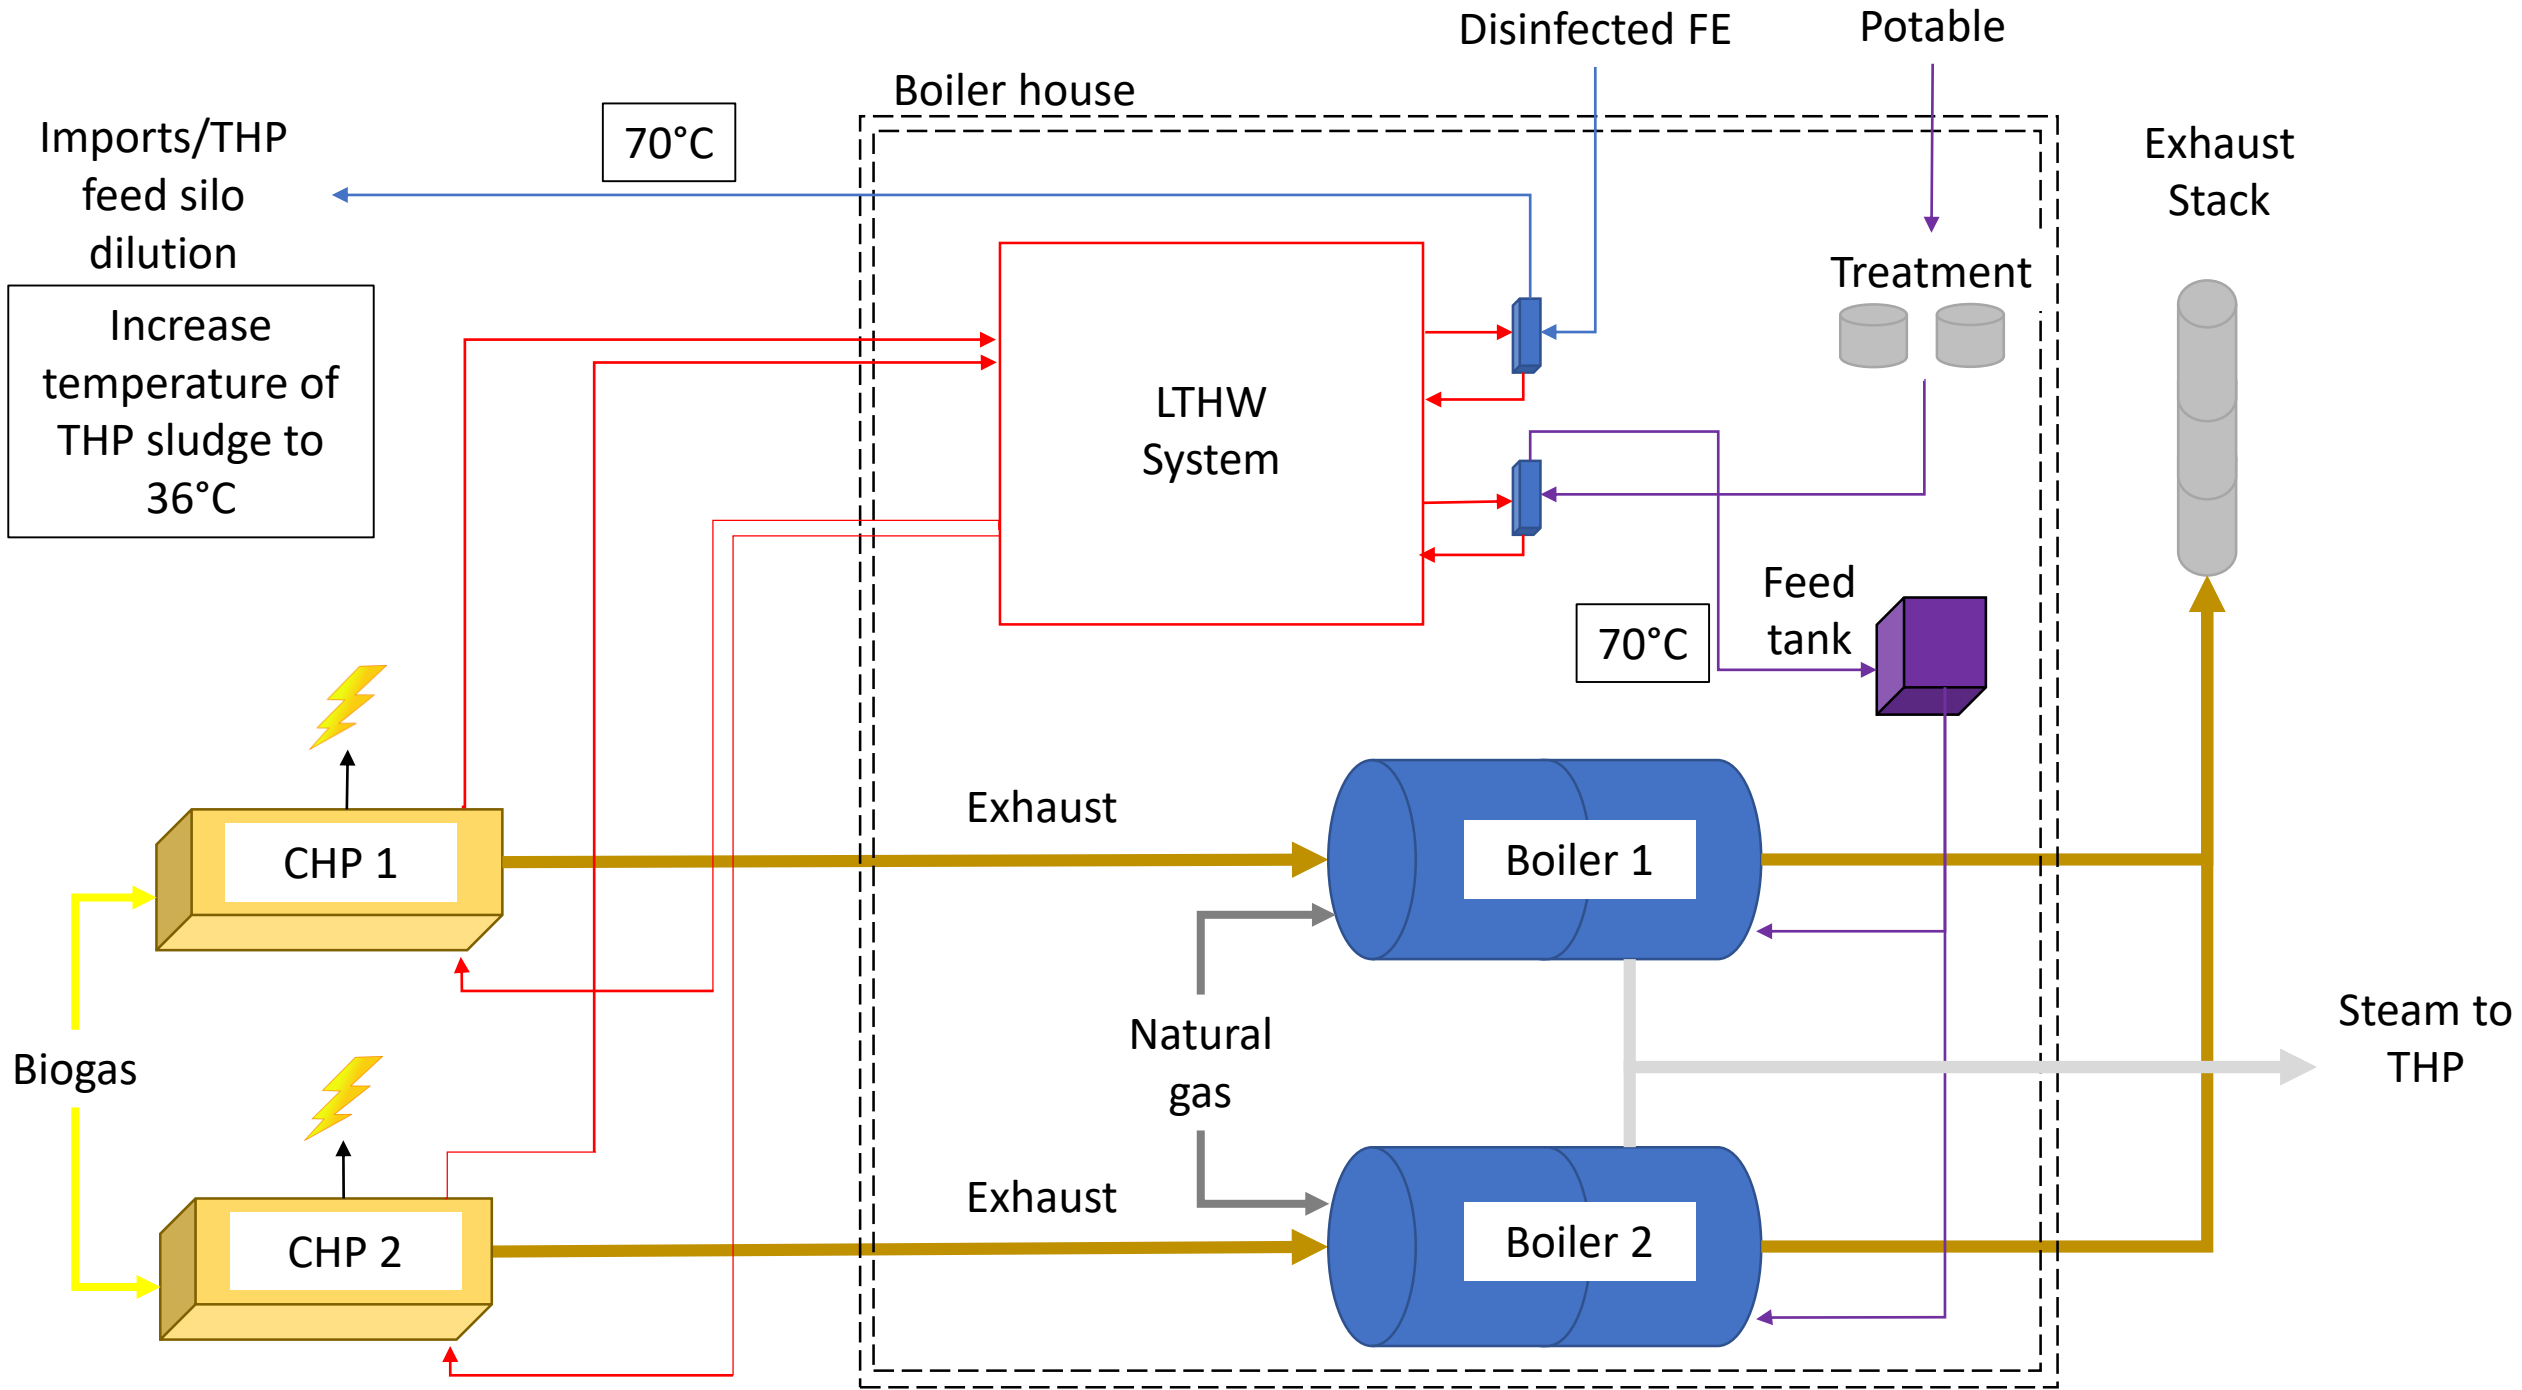 Disinfected FE
Potable
Boiler house
Imports/THP
feed silo
dilution
70°C
Exhaust
Stack
Treatment
Increase
temperature of
THP sludge to
36°C
LTHW
System
Feed
tank
70°C
Exhaust
CHP 1
Boiler 1
Natural
gas
Steam to
THP
Biogas
Exhaust
CHP 2
Boiler 2